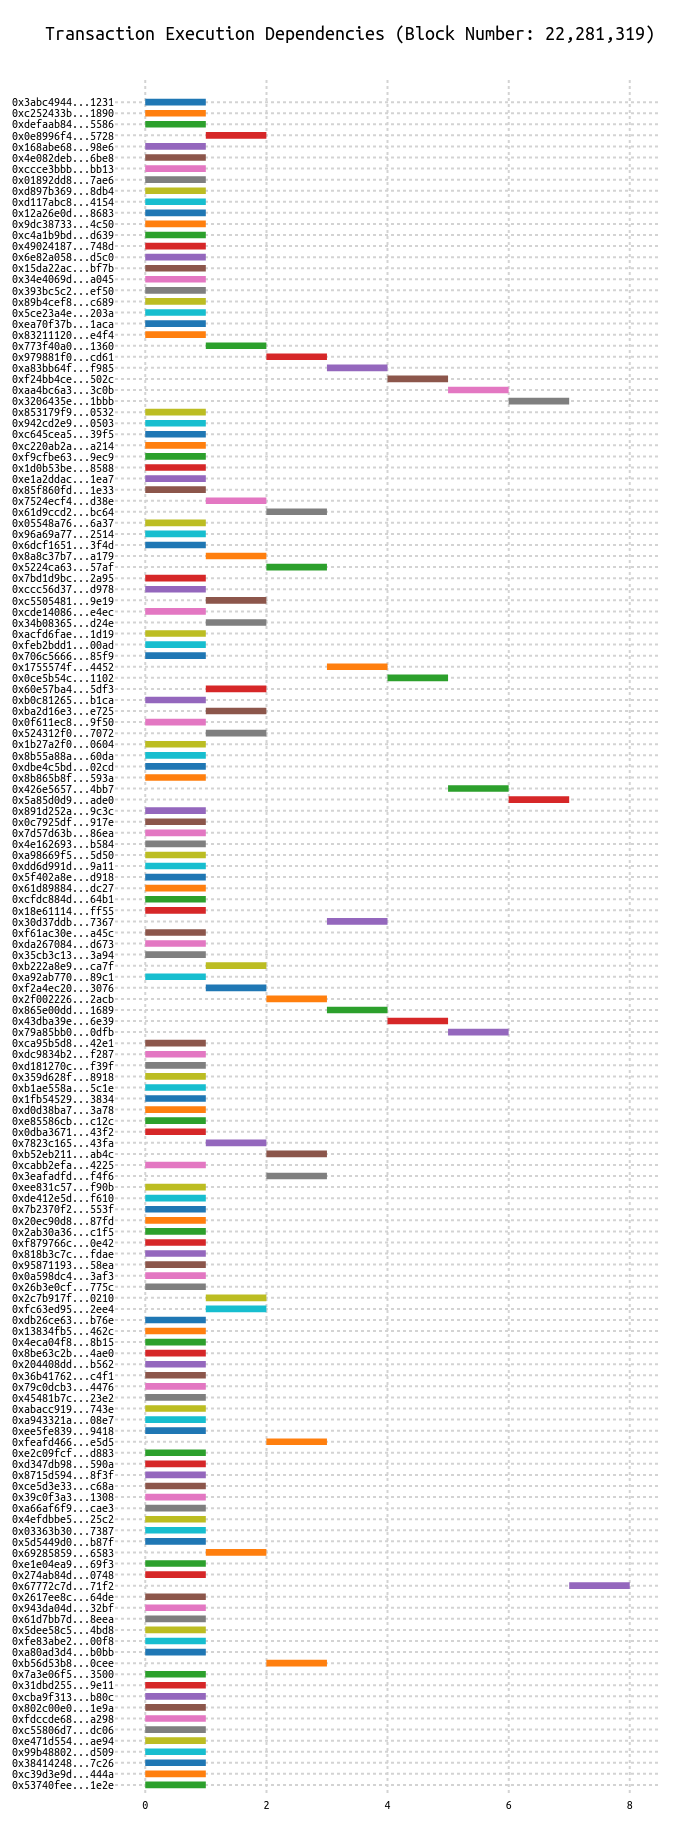 Transaction Execution Dependencies (Block Number: 22,281,319)
0x3abc4944...1231
0xc252433b...1890
0xdefaab84...5586
0x0e8996f4...5728
0x168abe68...98e6
0x4e082deb...6be8
0xccce3bbb...bb13
0x01892dd8...7ae6
0xd897b369...8db4
0xd117abc8...4154
0x12a26e0d...8683
0x9dc38733...4c50
0xc4a1b9bd...d639
0x49024187...748d
0x6e82a058...d5c0
0x15da22ac...bf7b
0x34e4069d...a045
0x393bc5c2...ef50
0x89b4cef8...c689
0x5ce23a4e...203a
0xea70f37b...1aca
0x83211120...e4f4
0x773f40a0...1360
0x979881f0...cd61
0xa83bb64f...f985
0xf24bb4ce...502c
0xaa4bc6a3...3c0b
0x3206435e...1bbb
0x853179f9...0532
0x942cd2e9...0503
0xc645cea5...39f5
0xc220ab2a...a214
0xf9cfbe63...9ec9
0x1d0b53be...8588
0xe1a2ddac...1ea7
0x85f860fd...1e33
0x7524ecf4...d38e
0x61d9ccd2...bc64
0x05548a76...6a37
0x96a69a77...2514
0x6dcf1651...3f4d
0x8a8c37b7...a179
0x5224ca63...57af
0x7bd1d9bc...2a95
0xccc56d37...d978
0xc5505481...9e19
0xcde14086...e4ec
0x34b08365...d24e
0xacfd6fae...1d19
0xfeb2bdd1...00ad
0x706c5666...85f9
0x1755574f...4452
0x0ce5b54c...1102
0x60e57ba4...5df3
0xb0c81265...b1ca
0xba2d16e3...e725
0x0f611ec8...9f50
0x524312f0...7072
0x1b27a2f0...0604
0x8b55a88a...60da
0xdbe4c5bd...02cd
0x8b865b8f...593a
0x426e5657...4bb7
0x5a85d0d9...ade0
0x891d252a...9c3c
0x0c7925df...917e
0x7d57d63b...86ea
0x4e162693...b584
0xa98669f5...5d50
0xdd6d991d...9a11
0x5f402a8e...d918
0x61d89884...dc27
0xcfdc884d...64b1
0x18e61114...ff55
0x30d37ddb...7367
0xf61ac30e...a45c
0xda267084...d673
0x35cb3c13...3a94
0xb222a8e9...ca7f
0xa92ab770...89c1
0xf2a4ec20...3076
0x2f002226...2acb
0x865e00dd...1689
0x43dba39e...6e39
0x79a85bb0...0dfb
0xca95b5d8...42e1
0xdc9834b2...f287
0xd181270c...f39f
0x359d628f...8918
0xb1ae558a...5c1e
0x1fb54529...3834
0xd0d38ba7...3a78
0xe85586cb...c12c
0x0dba3671...43f2
0x7823c165...43fa
0xb52eb211...ab4c
0xcabb2efa...4225
0x3eafadfd...f4f6
0xee831c57...f90b
0xde412e5d...f610
0x7b2370f2...553f
0x20ec90d8...87fd
0x2ab30a36...c1f5
0xf879766c...0e42
0x818b3c7c...fdae
0x95871193...58ea
0x0a598dc4...3af3
0x26b3e0cf...775c
0x2c7b917f...0210
0xfc63ed95...2ee4
0xdb26ce63...b76e
0x13834fb5...462c
0x4eca04f8...8b15
0x8be63c2b...4ae0
0x204408dd...b562
0x36b41762...c4f1
0x79c0dcb3...4476
0x45481b7c...23e2
0xabacc919...743e
0xa943321a...08e7
0xee5fe839...9418
0xfeafd466...e5d5
0xe2c09fcf...d883
0xd347db98...590a
0x8715d594...8f3f
0xce5d3e33...c68a
0x39c0f3a3...1308
0xa66af6f9...cae3
0x4efdbbe5...25c2
0x03363b30...7387
0x5d5449d0...b87f
0x69285859...6583
0xe1e04ea9...69f3
0x274ab84d...0748
0x67772c7d...71f2
0x2617ee8c...64de
0x943da04d...32bf
0x61d7bb7d...8eea
0x5dee58c5...4bd8
0xfe83abe2...00f8
0xa80ad3d4...b0bb
0xb56d53b8...0cee
0x7a3e06f5...3500
0x31dbd255...9e11
0xcba9f313...b80c
0x802c00e0...1e9a
0xfdccde68...a298
0xc55806d7...dc06
0xe471d554...ae94
0x99b48802...d509
0x38414248...7c26
0xc39d3e9d...444a
0x53740fee...1e2e
0 2 4 6 8